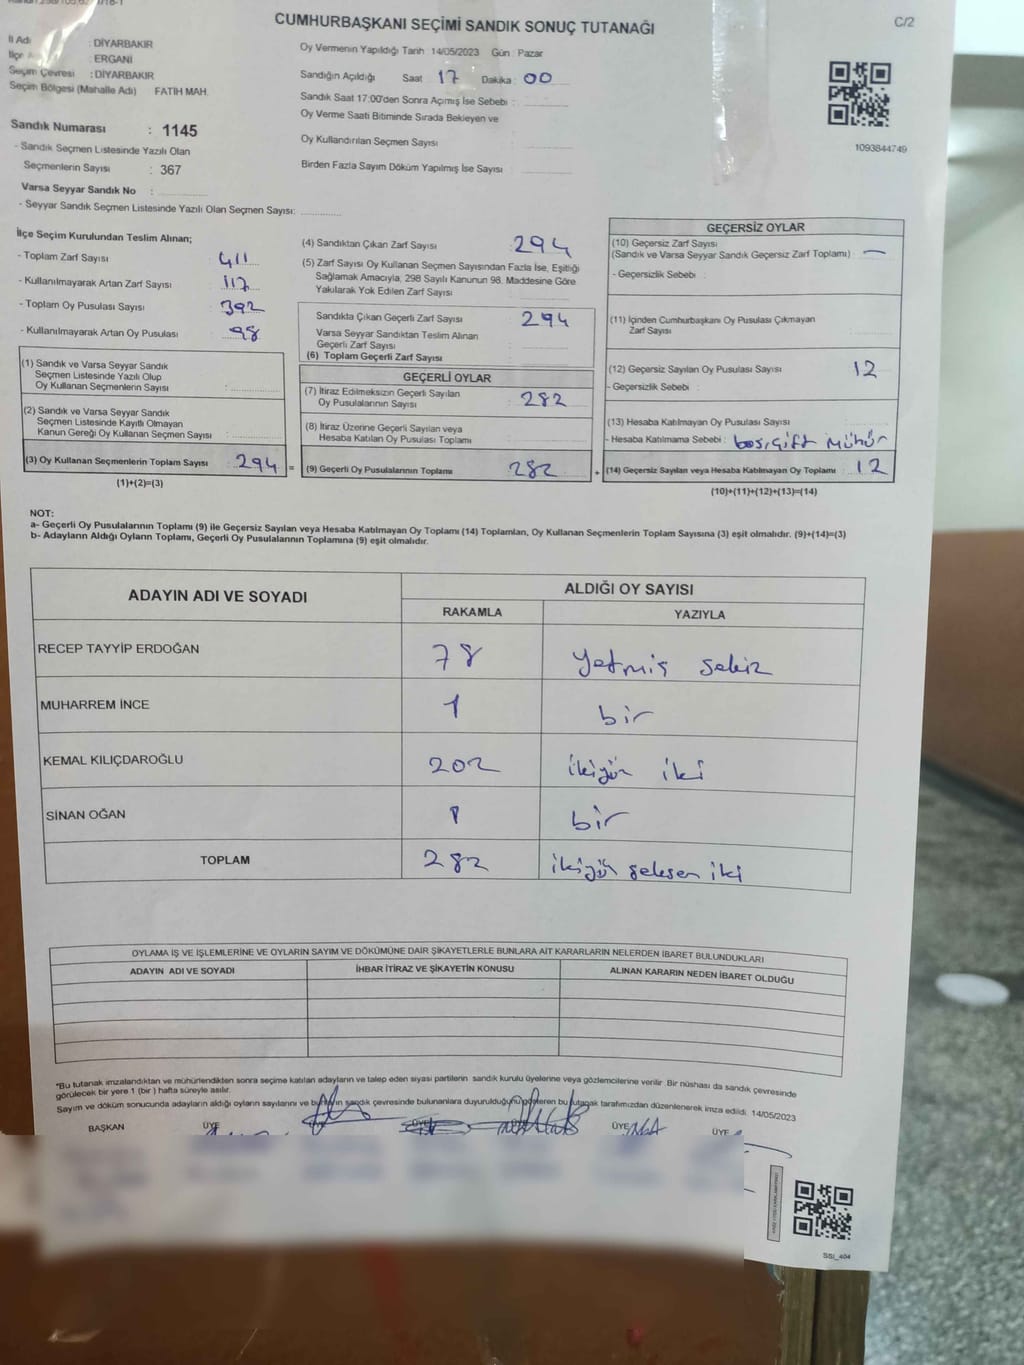 CUMHURBAŞKANI SEÇİMİ SANDIK SONUÇ TUTANAĞI
C/2
İl Adı : DİYARBAKIR
İlçe : ERGANİ
Seçim Çevresi : DİYARBAKIR
Seçim Bölgesi (Mahalle Adı) FATİH MAH.
Sandık Numarası : 1145
- Sandık Seçmen Listesinde Yazılı Olan
Seçmenlerin Sayısı : 367
Varsa Seyyar Sandık No :
- Seyyar Sandık Seçmen Listesinde Yazılı Olan Seçmen Sayısı:
Oy Vermenin Yapıldığı Tarih : 14/05/2023 Gün : Pazar
Sandığın Açıldığı Saat : 17 Dakika : 00
Sandık Saat 17:00'den Sonra Açımış İse Sebebi :
Oy Verme Saati Bitiminde Sırada Bekleyen ve
Oy Kullandırılan Seçmen Sayısı
Birden Fazla Sayım Döküm Yapılmış İse Sayısı
1093844749
İlçe Seçim Kurulundan Teslim Alınan;
- Toplam Zarf Sayısı : 411
- Kullanılmayarak Artan Zarf Sayısı : 117
- Toplam Oy Pusulası Sayısı : 392
- Kullanılmayarak Artan Oy Pusulası : 98
(1) Sandık ve Varsa Seyyar Sandık
Seçmen Listesinde Yazılı Olup
Oy Kullanan Seçmenlerin Sayısı :
(2) Sandık ve Varsa Seyyar Sandık
Seçmen Listesinde Kayıtlı Olmayan
Kanun Gereği Oy Kullanan Seçmen Sayısı :
(3) Oy Kullanan Seçmenlerin Toplam Sayısı : 294 =
(1)+(2)=(3)
(4) Sandıktan Çıkan Zarf Sayısı : 294
(5) Zarf Sayısı Oy Kullanan Seçmen Sayısından Fazla İse, Eşitliği
Sağlamak Amacıyla, 298 Sayılı Kanunun 98. Maddesine Göre
Yakılarak Yok Edilen Zarf Sayısı
Sandıkta Çıkan Geçerli Zarf Sayısı : 294
Varsa Seyyar Sandıktan Teslim Alınan
Geçerli Zarf Sayısı
(6) Toplam Geçerli Zarf Sayısı
GEÇERLİ OYLAR
(7) İtiraz Edilmeksizin Geçerli Sayılan
Oy Pusulalarının Sayısı : 282
(8) İtiraz Üzerine Geçerli Sayılan veya
Hesaba Katılan Oy Pusulası Toplamı
(9) Geçerli Oy Pusulalarının Toplamı : 282 +
GEÇERSİZ OYLAR
(10) Geçersiz Zarf Sayısı
(Sandık ve Varsa Seyyar Sandık Geçersiz Zarf Toplamı) : —
- Geçersizlik Sebebi :
(11) İçinden Cumhurbaşkanı Oy Pusulası Çıkmayan
Zarf Sayısı
(12) Geçersiz Sayılan Oy Pusulası Sayısı : 12
- Geçersizlik Sebebi :
(13) Hesaba Katılmayan Oy Pusulası Sayısı :
- Hesaba Katılmama Sebebi : boş, çift mühür
(14) Geçersiz Sayılan veya Hesaba Katılmayan Oy Toplamı : 12
(10)+(11)+(12)+(13)=(14)
NOT:
a- Geçerli Oy Pusulalarının Toplamı (9) ile Geçersiz Sayılan veya Hesaba Katılmayan Oy Toplamı (14) Toplamları, Oy Kullanan Seçmenlerin Toplam Sayısına (3) eşit olmalıdır. (9)+(14)=(3)
b- Adayların Aldığı Oyların Toplamı, Geçerli Oy Pusulalarının Toplamına (9) eşit olmalıdır.
ADAYIN ADI VE SOYADI ALDIĞI OY SAYISI
RAKAMLA YAZIYLA
RECEP TAYYİP ERDOĞAN 78 Yetmiş sekiz
MUHARREM İNCE 1 bir
KEMAL KILIÇDAROĞLU 202 ikiyüz iki
SİNAN OĞAN 1 bir
TOPLAM 282 ikiyüz seksen iki
OYLAMA İŞ VE İŞLEMLERİNE VE OYLARIN SAYIM VE DÖKÜMÜNE DAİR ŞİKAYETLERLE BUNLARA AİT KARARLARIN NELERDEN İBARET BULUNDUKLARI
ADAYIN ADI VE SOYADI İHBAR İTİRAZ VE ŞİKAYETİN KONUSU ALINAN KARARIN NEDEN İBARET OLDUĞU
*Bu tutanak imzalandıktan ve mühürlendikten sonra seçime katılan adayların ve talep eden siyasi partilerin sandık kurulu üyelerine veya gözlemcilerine verilir. Bir nüshası da sandık çevresinde
görülecek bir yere 1 (bir) hafta süreyle asılır.
Sayım ve döküm sonucunda adayların aldığı oyların sayılarını ve sandık çevresinde bulunanlara duyurulduğunu gösteren bu tutanak tarafımızdan düzenlenerek imza edildi. 14/05/2023
BAŞKAN ÜYE ÜYE ÜYE
SSI_404